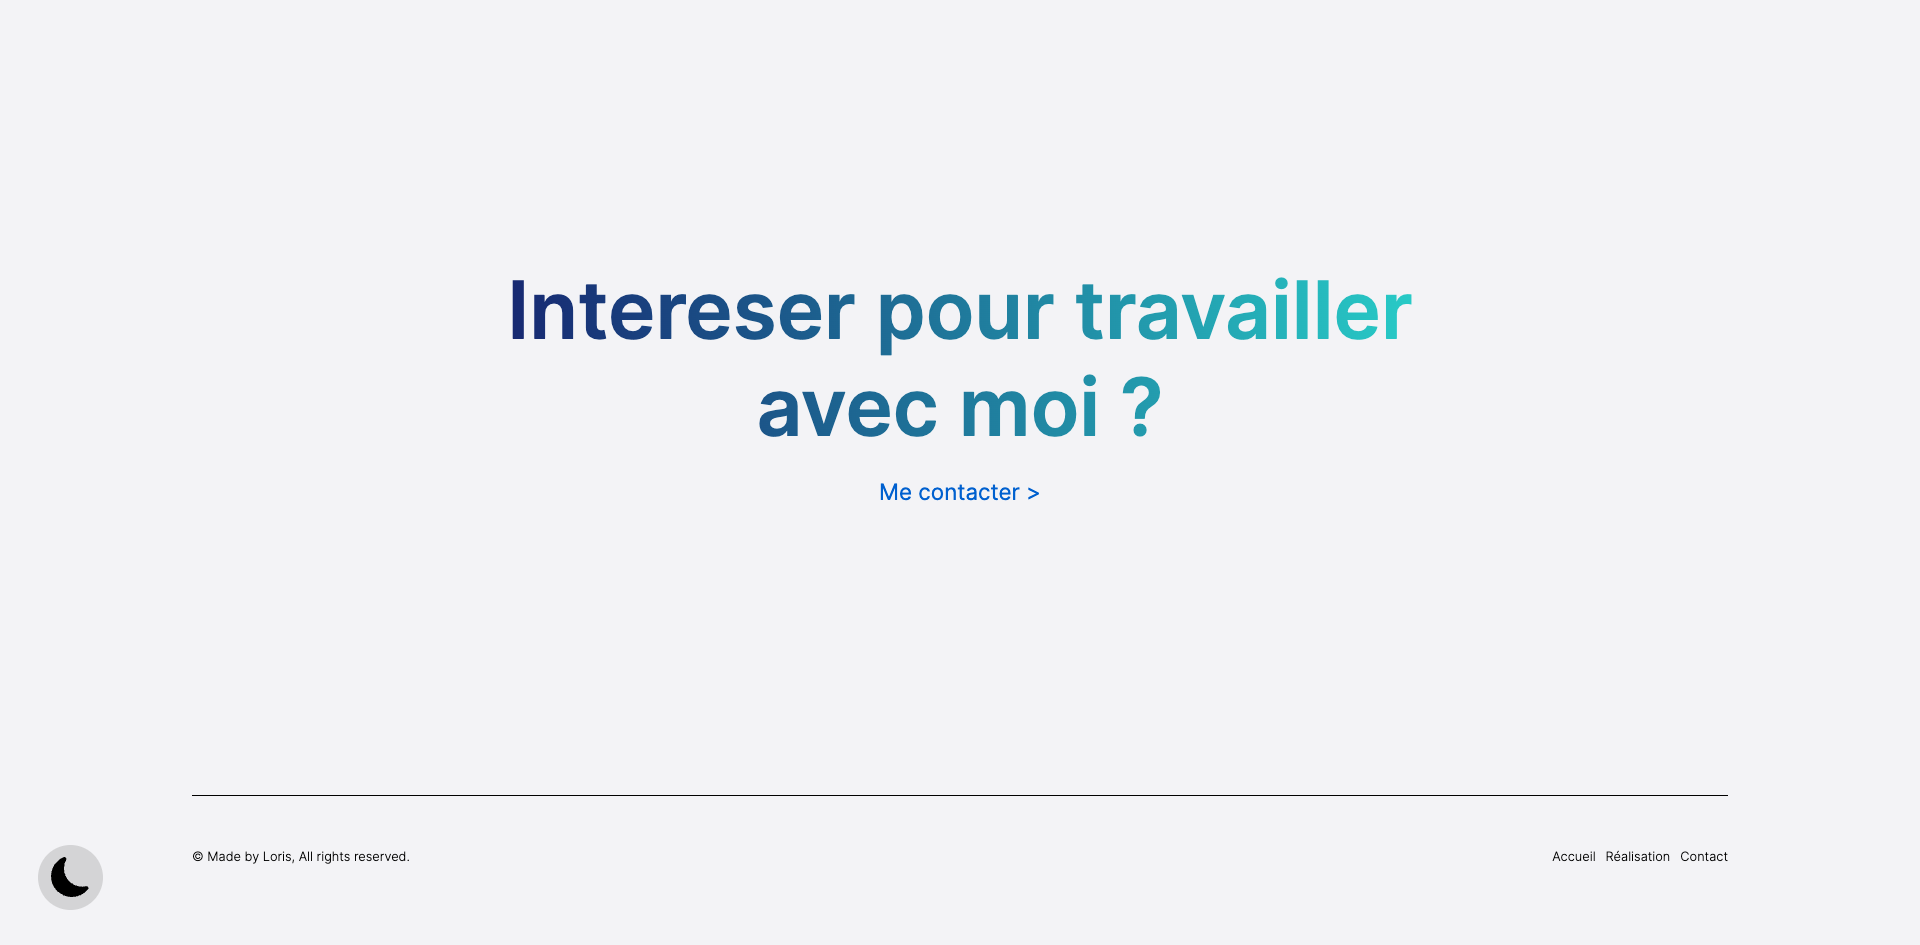 Intereser pour travailler
avec moi ?
Me contacter >
© Made by Loris, All rights reserved.
Accueil Réalisation Contact